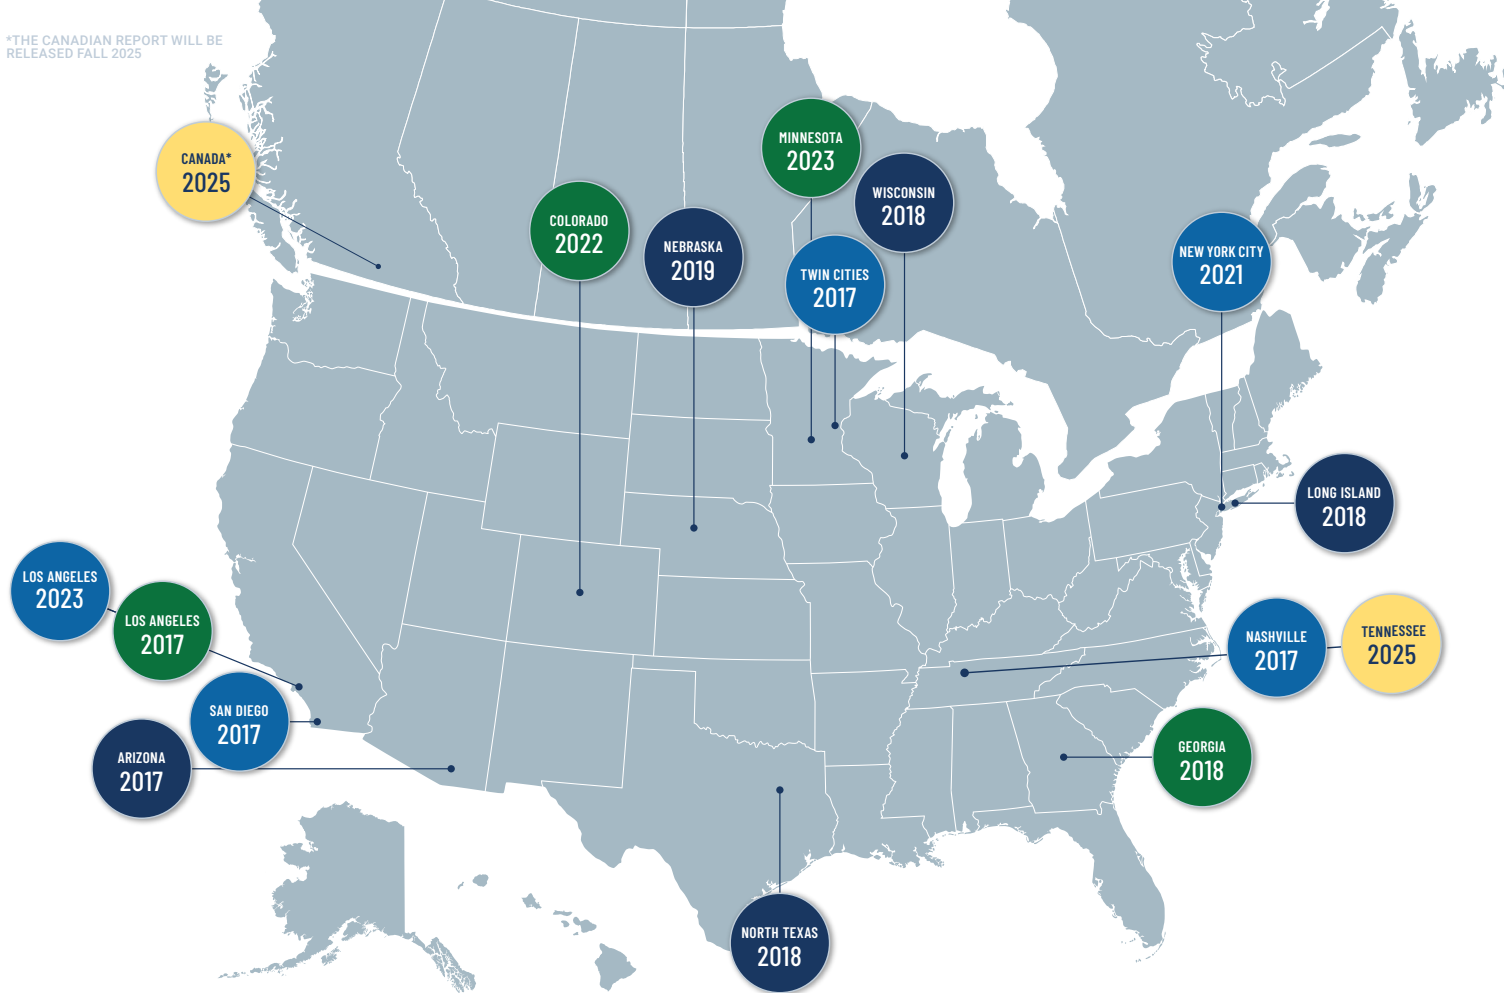 *THE CANADIAN REPORT WILL BE
RELEASED FALL 2025
CANADA*
2025
MINNESOTA
2023
WISCONSIN
2018
COLORADO
2022
NEBRASKA
2019
TWIN CITIES
2017
NEW YORK CITY
2021
LONG ISLAND
2018
LOS ANGELES
2023
LOS ANGELES
2017
NASHVILLE
2017
TENNESSEE
2025
SAN DIEGO
2017
ARIZONA
2017
GEORGIA
2018
NORTH TEXAS
2018